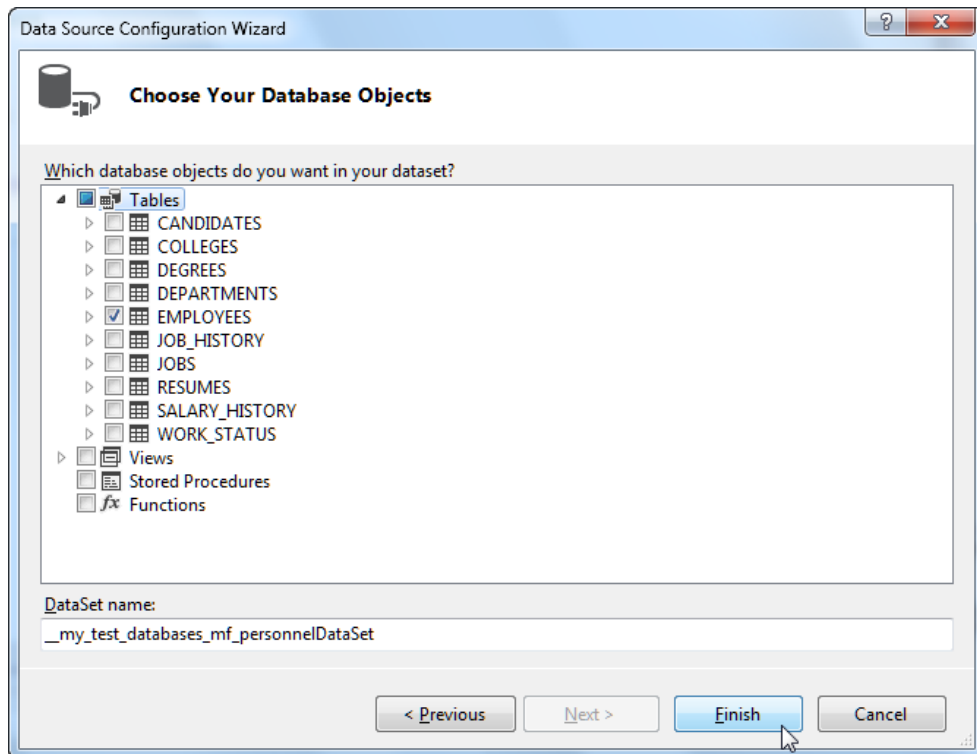 Data Source Configuration Wizard
?
Choose Your Database Objects
Which database objects do you want in your dataset?
Tables
CANDIDATES
COLLEGES
DEGREES
DEPARTMENTS
EMPLOYEES
JOB_HISTORY
JOBS
RESUMES
SALARY_HISTORY
WORK_STATUS
Views
Stored Procedures
fx Functions
DataSet name:
__my_test_databases_mf_personnelDataSet
< Previous Next > Finish Cancel